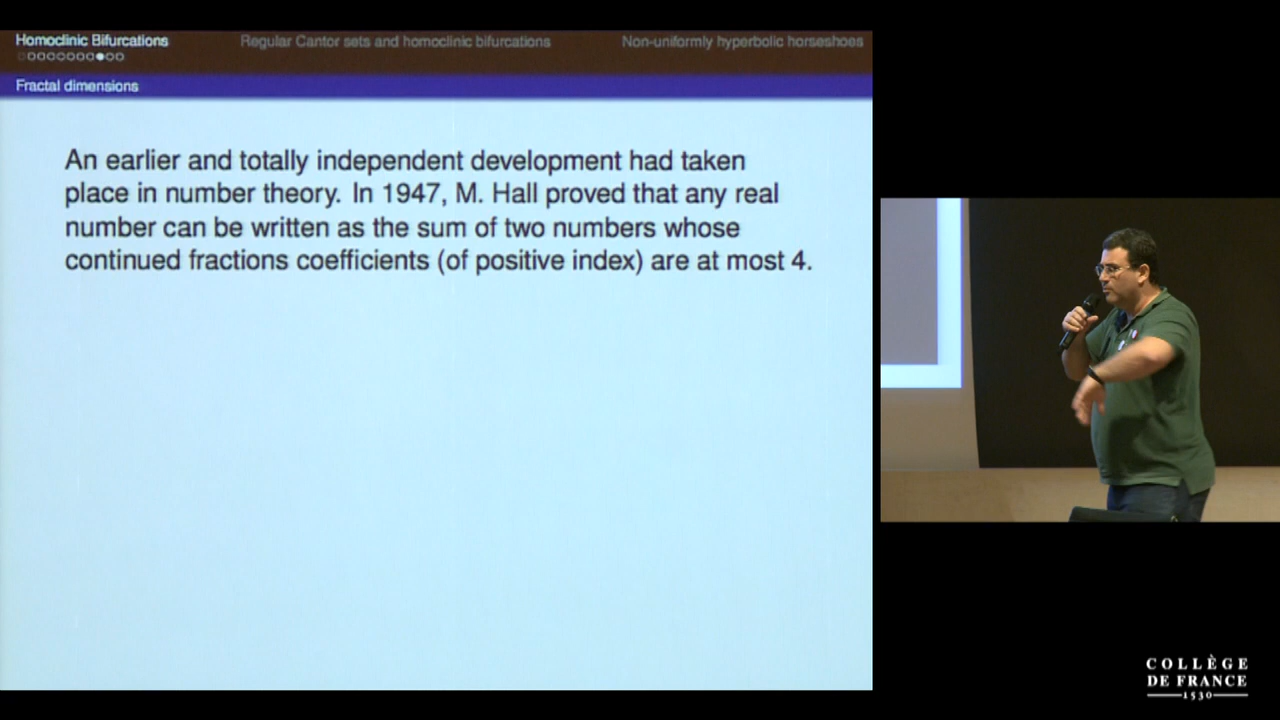 Homoclinic Bifurcations
Regular Cantor sets and homoclinic bifurcations
Non-uniformly hyperbolic horseshoes
Fractal dimensions
An earlier and totally independent development had taken
place in number theory. In 1947, M. Hall proved that any real
number can be written as the sum of two numbers whose
continued fractions coefficients (of positive index) are at most 4.
COLLÈGE
DE FRANCE
1530